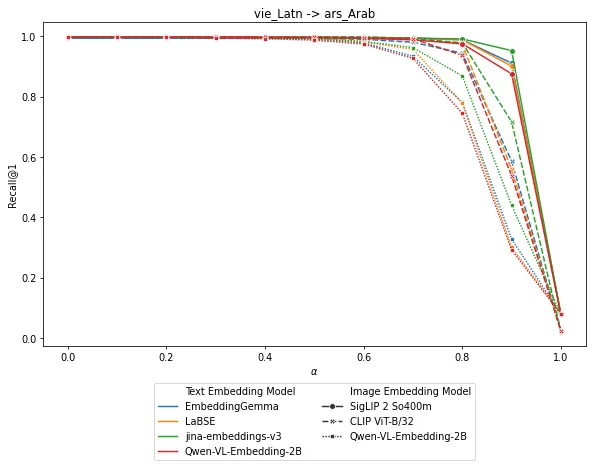 vie_Latn -> ars_Arab
Recall@1
1.0
0.8
0.6
0.4
0.2
0.0
0.0 0.2 0.4 0.6 0.8 1.0
α
Text Embedding Model
EmbeddingGemma
LaBSE
jina-embeddings-v3
Qwen-VL-Embedding-2B
Image Embedding Model
SigLIP 2 So400m
CLIP ViT-B/32
Qwen-VL-Embedding-2B